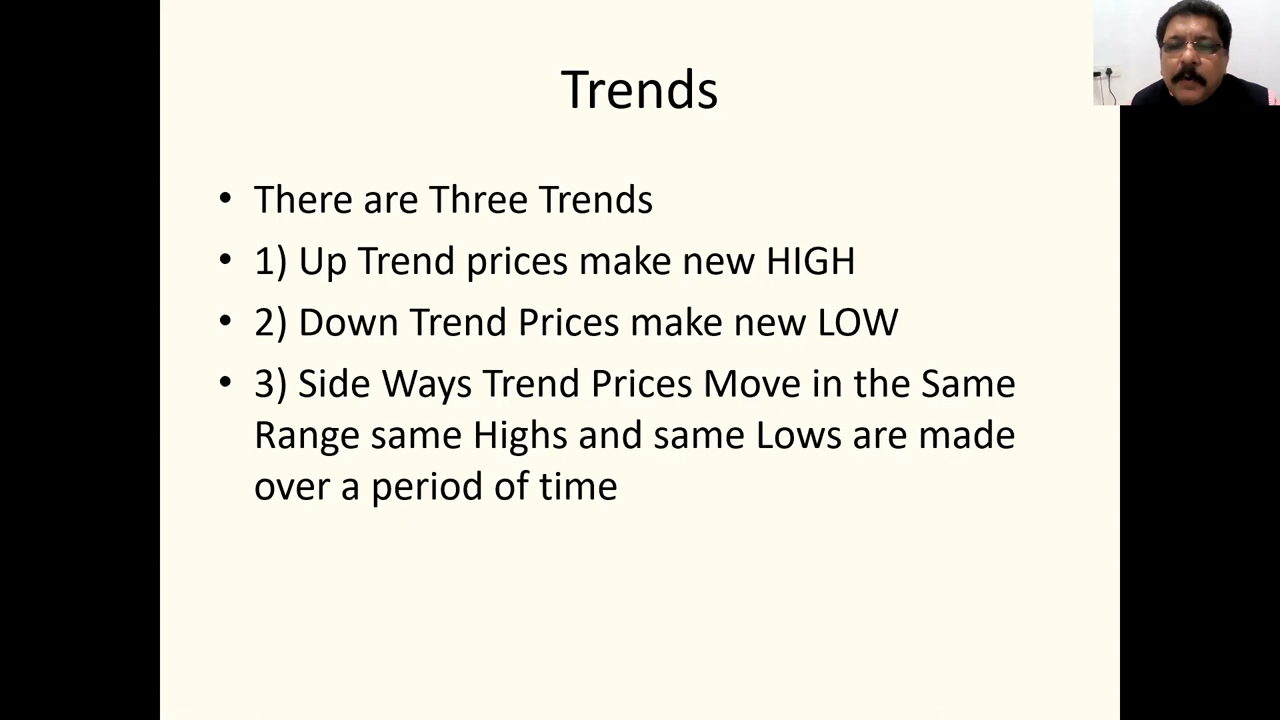 Trends
• There are Three Trends
• 1) Up Trend prices make new HIGH
• 2) Down Trend Prices make new LOW
• 3) Side Ways Trend Prices Move in the Same
Range same Highs and same Lows are made
over a period of time